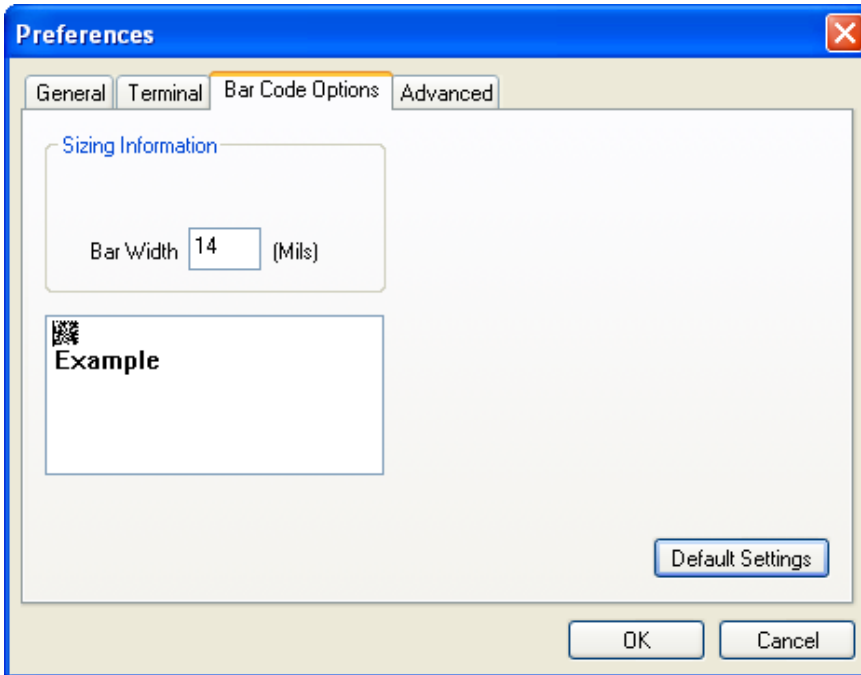 Preferences
General Terminal Bar Code Options Advanced
Sizing Information
Bar Width 14 (Mils)
Example
Default Settings
OK Cancel